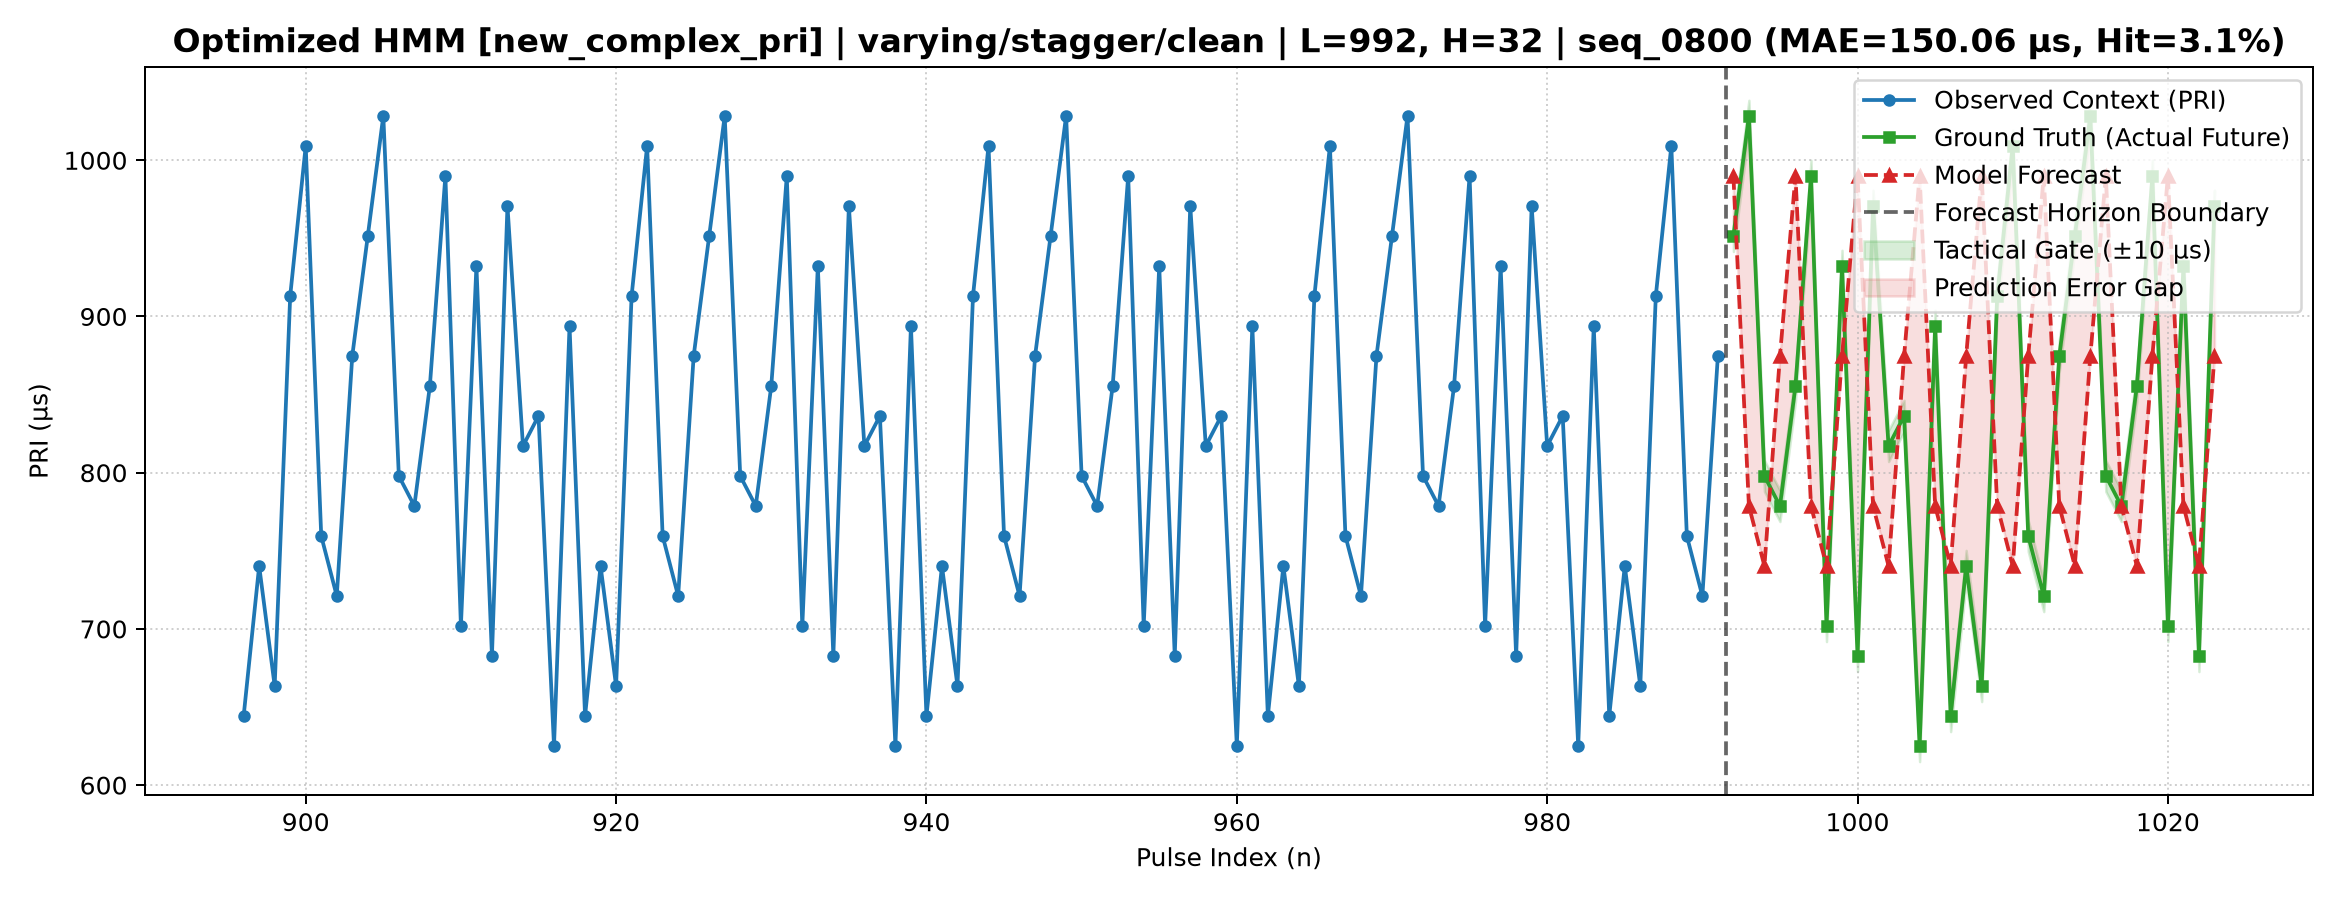 Optimized HMM [new_complex_pri] | varying/stagger/clean | L=992, H=32 | seq_0800 (MAE=150.06 µs, Hit=3.1%)
PRI (µs)
1000
900
800
700
600
Observed Context (PRI)
Ground Truth (Actual Future)
Model Forecast
Forecast Horizon Boundary
Tactical Gate (±10 µs)
Prediction Error Gap
900
920
940
960
980
1000
1020
Pulse Index (n)